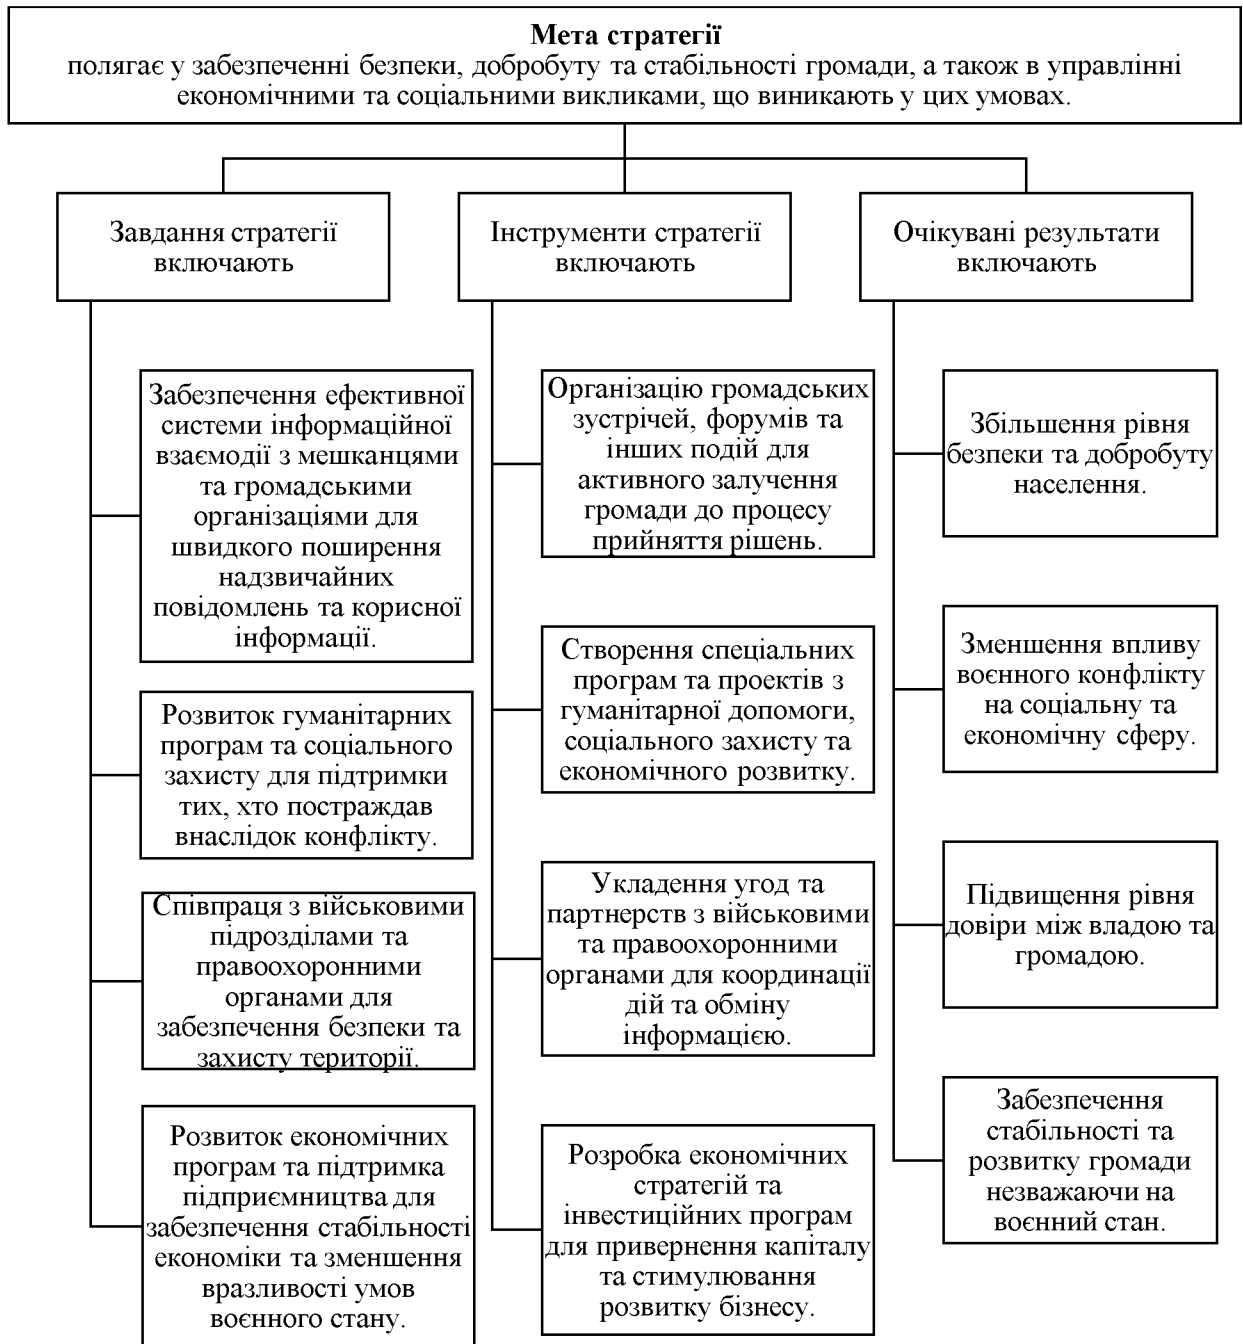 Мета стратегії
полягає у забезпеченні безпеки, добробуту та стабільності громади, а також в управлінні
економічними та соціальними викликами, що виникають у цих умовах.
Завдання стратегії
включають
Забезпечення ефективної
системи інформаційної
взаємодії з мешканцями
та громадськими
організаціями для
швидкого поширення
надзвичайних
повідомлень та корисної
інформації.
Розвиток гуманітарних
програм та соціального
захисту для підтримки
тих, хто постраждав
внаслідок конфлікту.
Співпраця з військовими
підрозділами та
правоохоронними
органами для
забезпечення безпеки та
захисту території.
Розвиток економічних
програм та підтримка
підприємництва для
забезпечення стабільності
економіки та зменшення
вразливості умов
воєнного стану.
Інструменти стратегії
включають
Організацію громадських
зустрічей, форумів та
інших подій для
активного залучення
громади до процесу
прийняття рішень.
Створення спеціальних
програм та проектів з
гуманітарної допомоги,
соціального захисту та
економічного розвитку.
Укладення угод та
партнерств з військовими
та правоохоронними
органами для координації
дій та обміну
інформацією.
Розробка економічних
стратегій та
інвестиційних програм
для привернення капіталу
та стимулювання
розвитку бізнесу.
Очікувані результати
включають
Збільшення рівня
безпеки та добробуту
населення.
Зменшення впливу
воєнного конфлікту
на соціальну та
економічну сферу.
Підвищення рівня
довіри між владою та
громадою.
Забезпечення
стабільності та
розвитку громади
незважаючи на
воєнний стан.